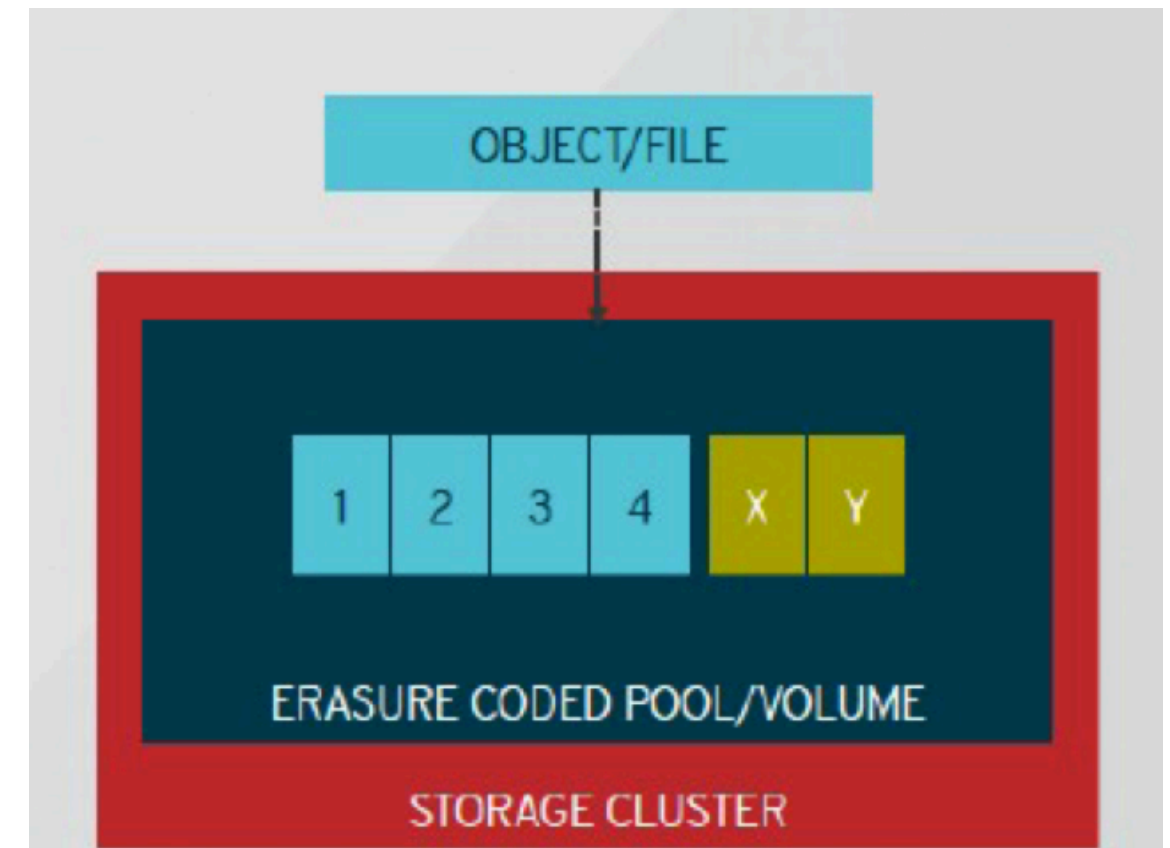 OBJECT/FILE
1 2 3 4 X Y
ERASURE CODED POOL/VOLUME
STORAGE CLUSTER